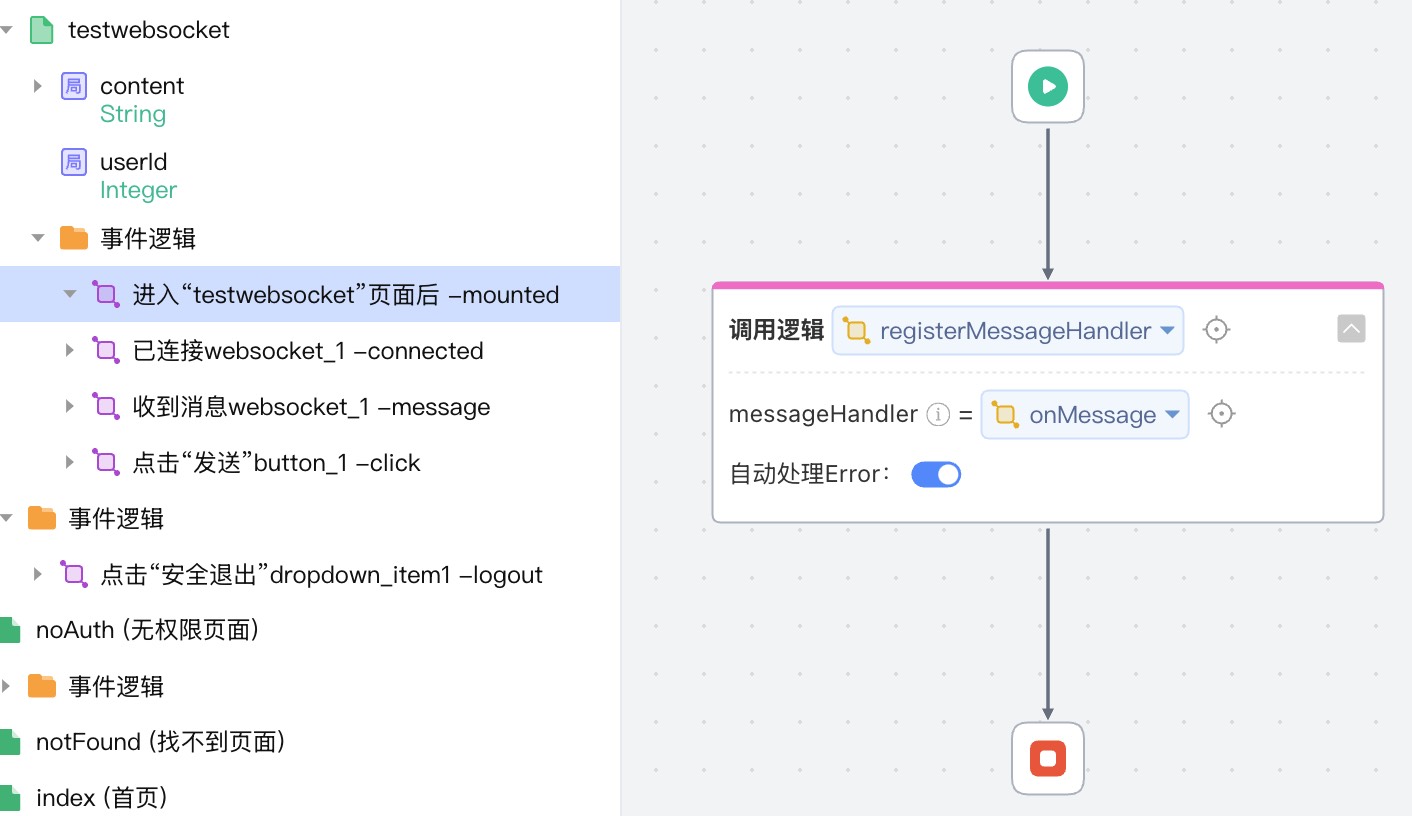 testwebsocket
局 content
String
局 userId
Integer
事件逻辑
进入“testwebsocket”页面后 –mounted
已连接websocket_1 –connected
收到消息websocket_1 –message
点击“发送”button_1 –click
事件逻辑
点击“安全退出”dropdown_item1 –logout
noAuth (无权限页面)
事件逻辑
notFound (找不到页面)
index (首页)
调用逻辑 registerMessageHandler
messageHandler i = onMessage
自动处理Error：